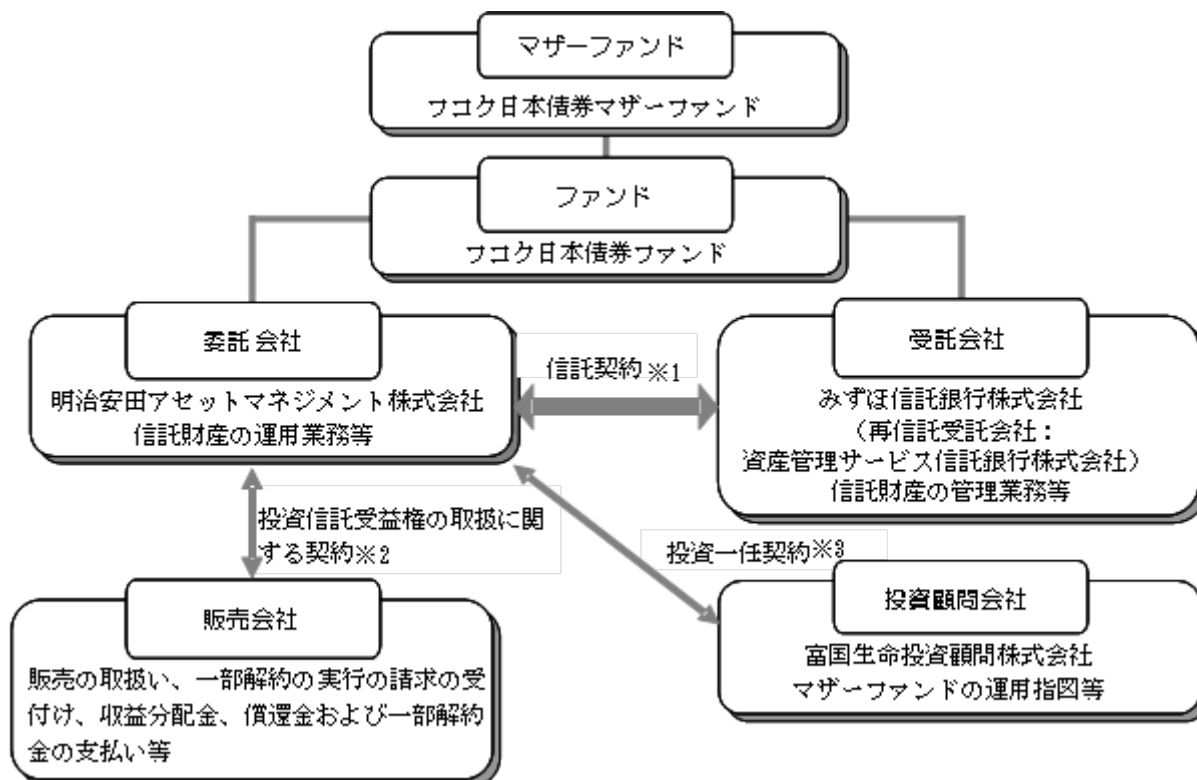 マザーファンド
フコク日本債券マザーファンド
ファンド
フコク日本債券ファンド
委託会社
明治安田アセットマネジメント株式会社
信託財産の運用業務等
信託契約※1
受託会社
みずほ信託銀行株式会社
（再信託受託会社：
資産管理サービス信託銀行株式会社）
信託財産の管理業務等
投資信託受益権の取扱に関
する契約※2
投資一任契約※3
販売会社
販売の取扱い、一部解約の実行の請求の受
付け、収益分配金、償還金および一部解約
金の支払い等
投資顧問会社
富国生命投資顧問株式会社
マザーファンドの運用指図等